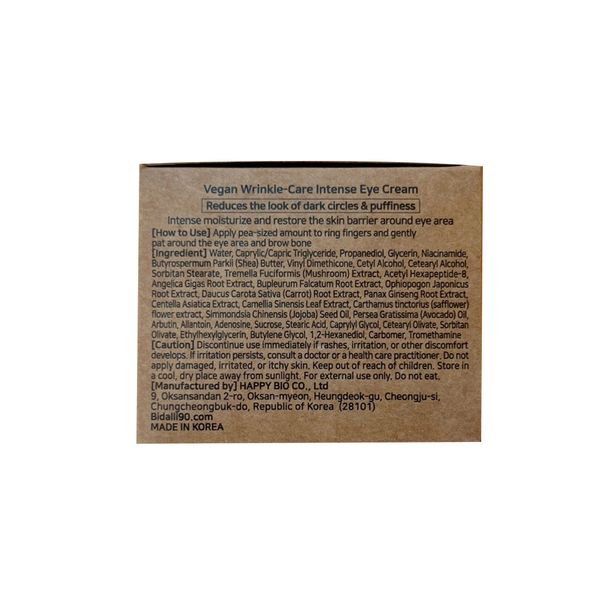 Vegan Wrinkle-Care Intense Eye Cream
Reduces the look of dark circles & puffiness
Intense moisturize and restore the skin barrier around eye area
[How to Use] Apply pea-sized amount to ring fingers and gently
pat around the eye area and brow bone
[Ingredient] Water, Caprylic/Capric Triglyceride, Propanediol, Glycerin, Niacinamide,
Butyrospermum Parkii (Shea) Butter, Vinyl Dimethicone, Cetyl Alcohol, Cetearyl Alcohol,
Sorbitan Stearate, Tremella Fuciformis (Mushroom) Extract, Acetyl Hexapeptide-8,
Angelica Gigas Root Extract, Bupleurum Falcatum Root Extract, Ophiopogon Japonicus
Root Extract, Daucus Carota Sativa (Carrot) Root Extract, Panax Ginseng Root Extract,
Centella Asiatica Extract, Camellia Sinensis Leaf Extract, Carthamus tinctorius (safflower)
flower extract, Simmondsia Chinensis (Jojoba) Seed Oil, Persea Gratissima (Avocado) Oil,
Arbutin, Allantoin, Adenosine, Sucrose, Stearic Acid, Caprylyl Glycol, Cetearyl Olivate, Sorbitan
Olivate, Ethylhexylglycerin, Butylene Glycol, 1,2-Hexanediol, Carbomer, Tromethamine
[Caution] Discontinue use immediately if rashes, irritation, or other discomfort
develops. If irritation persists, consult a doctor or a health care practitioner. Do not
apply damaged, irritated, or itchy skin. Keep out of reach of children. Store in
a cool, dry place away from sunlight. For external use only. Do not eat.
[Manufactured by] HAPPY BIO CO., Ltd
9, Oksansandan 2-ro, Oksan-myeon, Heungdeok-gu, Cheongju-si,
Chungcheongbuk-do, Republic of Korea (28101)
Bidalli90.com
MADE IN KOREA